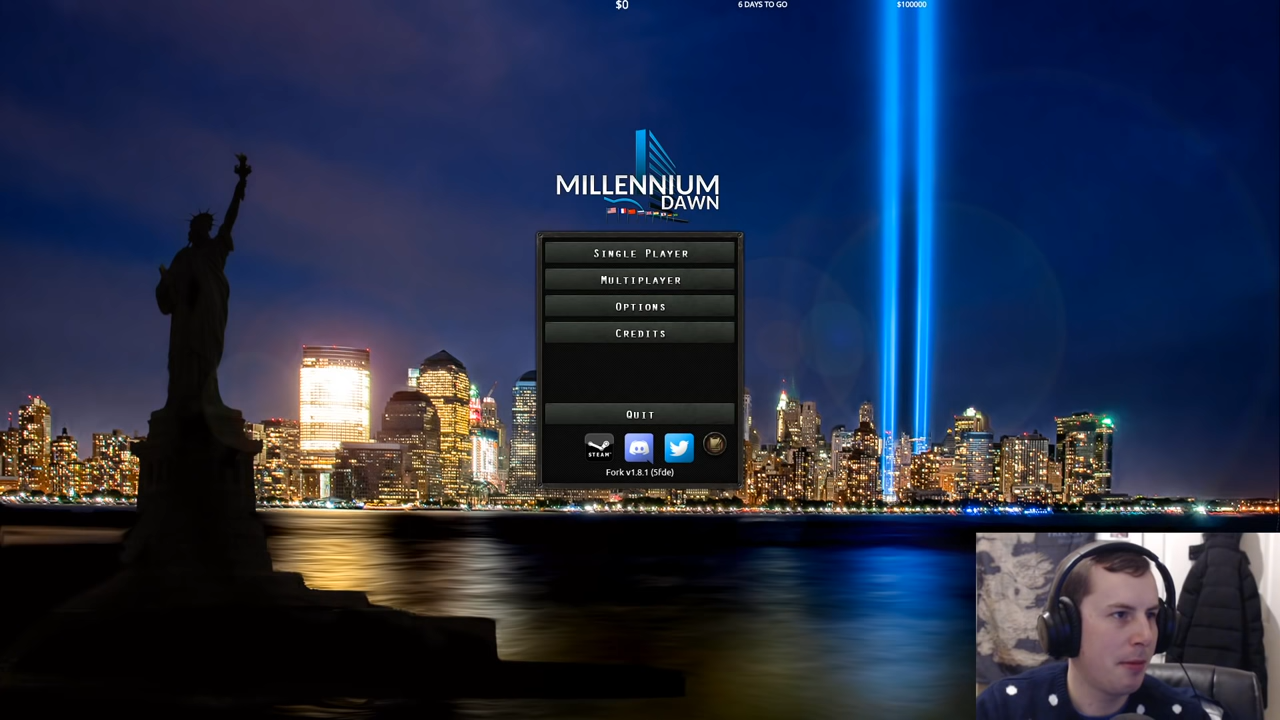 $0
6 DAYS TO GO
$100000
MILLENNIUM
DAWN
SINGLE PLAYER
MULTIPLAYER
OPTIONS
CREDITS
QUIT
STEAM
Fork v1.8.1 (5fde)